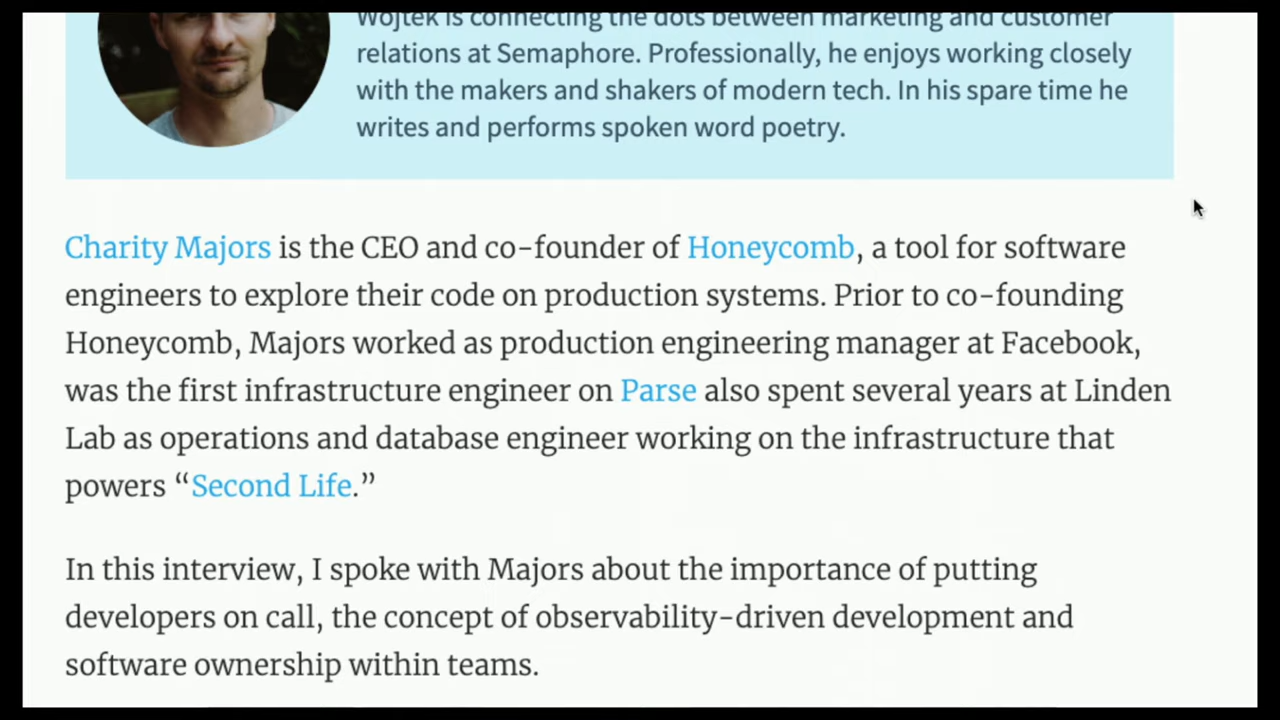 Wojtek is connecting the dots between marketing and customer
relations at Semaphore. Professionally, he enjoys working closely
with the makers and shakers of modern tech. In his spare time he
writes and performs spoken word poetry.
Charity Majors is the CEO and co-founder of Honeycomb, a tool for software
engineers to explore their code on production systems. Prior to co-founding
Honeycomb, Majors worked as production engineering manager at Facebook,
was the first infrastructure engineer on Parse also spent several years at Linden
Lab as operations and database engineer working on the infrastructure that
powers “Second Life.”
In this interview, I spoke with Majors about the importance of putting
developers on call, the concept of observability-driven development and
software ownership within teams.